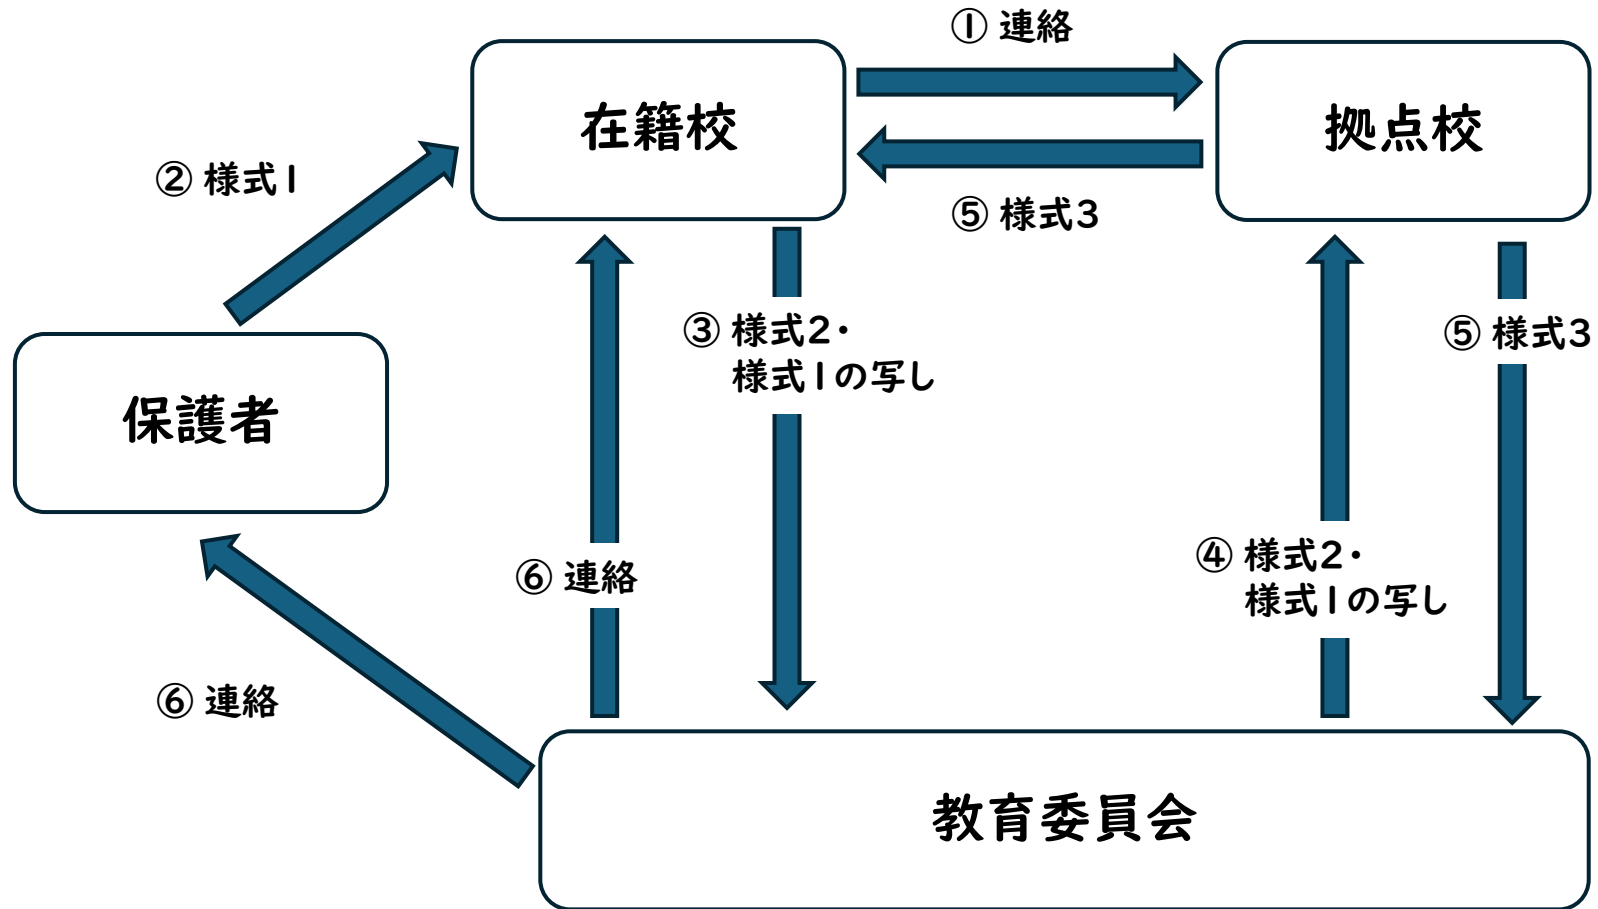 ① 連絡
在籍校
拠点校
② 様式1
⑤ 様式3
③ 様式2・
様式1の写し
⑤ 様式3
保護者
④ 様式2・
様式1の写し
⑥ 連絡
⑥ 連絡
教育委員会